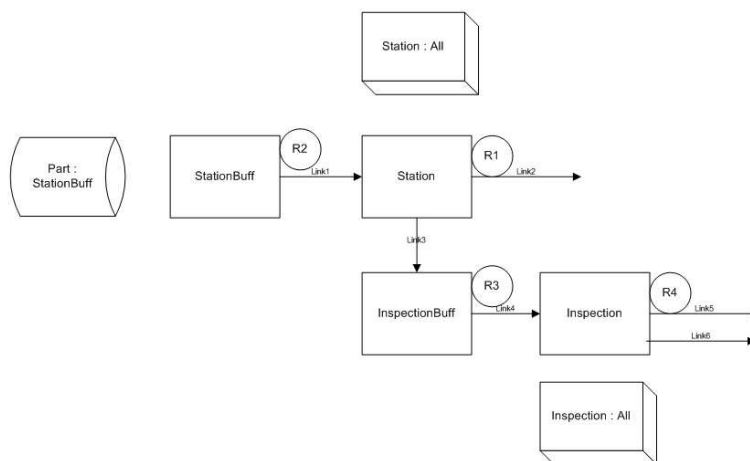 Station : All
Part :
StationBuff
StationBuff
R2
Link1
Station
R1
Link2
Link3
InspectionBuff
R3
Link4
Inspection
R4
Link5
Link6
Inspection : All